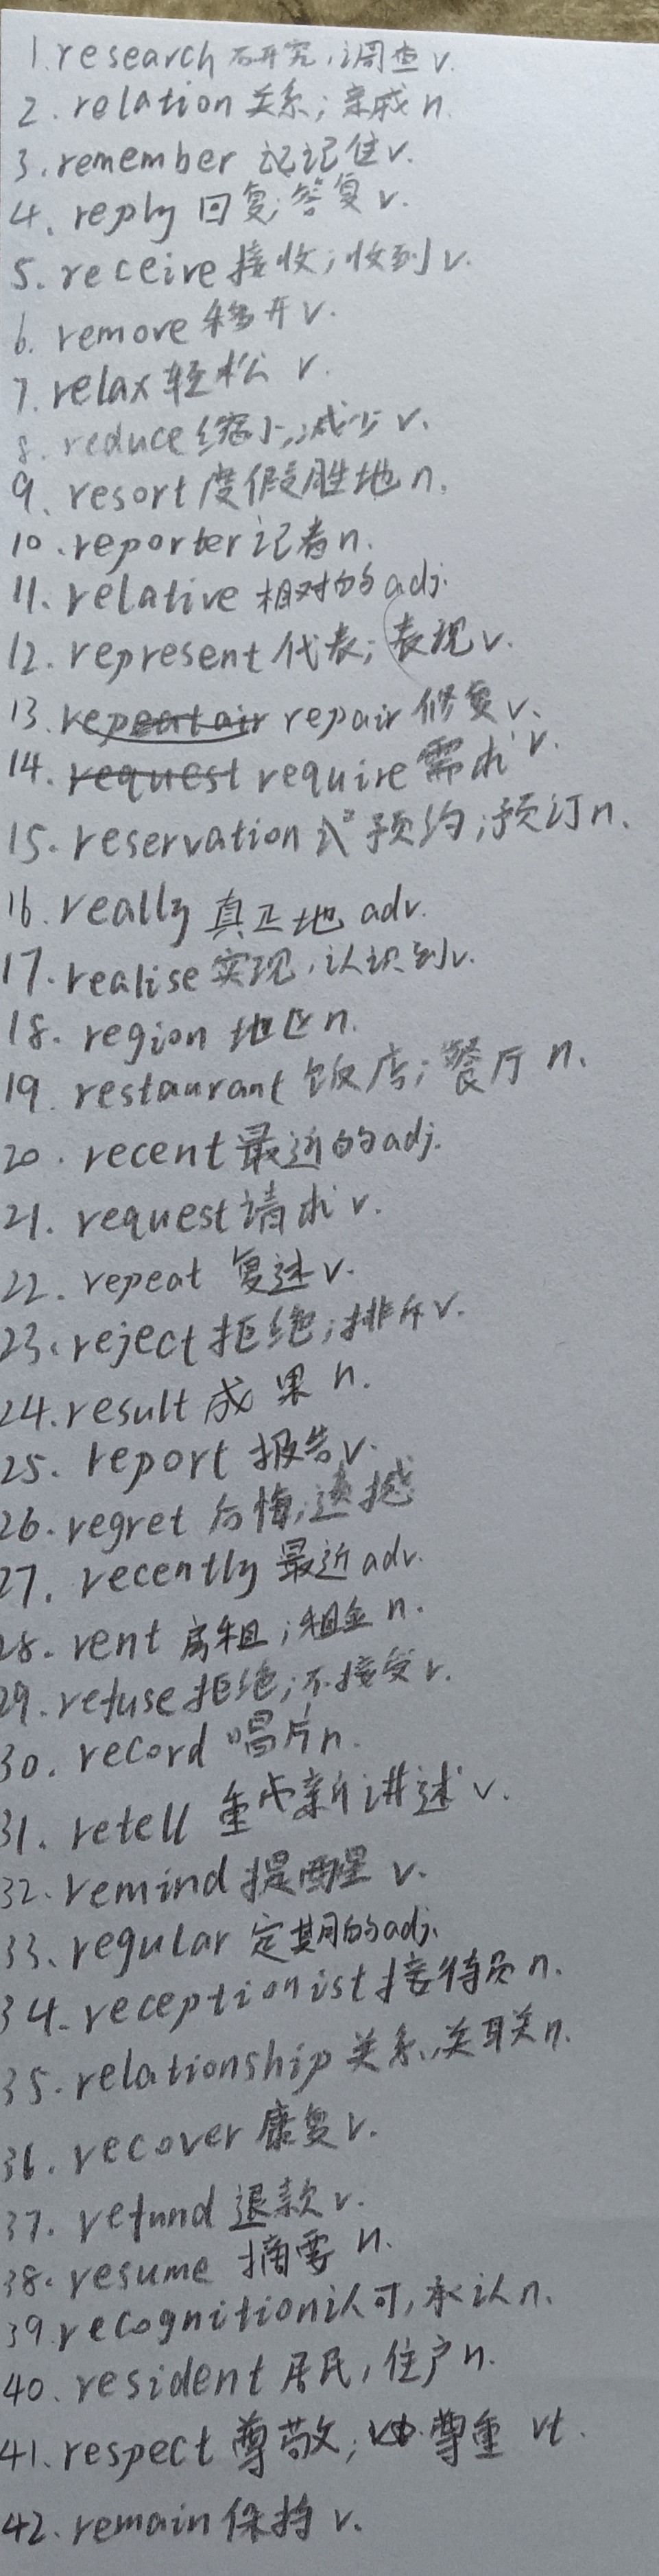 1.research 研究,调查 v.
2. relation 关系; 亲戚 n.
3.remember 记记住 v.
4. reply 回复;答复 v.
5. receive 接收;收到 v.
6. remove 移开 v.
7. relax 轻松 v.
8. reduce 缩小,减少 v.
9. resort 度假胜地 n.
10.reporter 记者 n.
11. relative 相对的 adj.
12. represent 代表; 表现 v.
13. repair 修复 v.
14. request require 需求 v.
15. reservation 预约;预订 n.
16.really 真正地 adv.
17.realise 实现,认识到 v.
18. region 地区 n.
19. restaurant 饭店;餐厅 n.
20. recent 最近的 adj.
21. request 请求 v.
22. repeat 复述 v.
23.reject 拒绝;排斥 v.
24.result 成果 n.
25. report 报告 v.
26.regret 后悔;遗憾
27. recently 最近 adv.
28. rent 房租;租金 n.
29.refuse 拒绝;不接受 v.
30. record 唱片 n.
31. retell 重新讲述 v.
32.remind 提醒 v.
33. regular 定期的 adj.
34.receptionist 接待员 n.
35.relationship 关系,关联 n.
36. recover 康复 v.
37. refund 退款 v.
38. resume 摘要 n.
39.recognition 认可,承认 n.
40. resident 居民,住户 n.
41.respect 尊敬; 尊重 vt.
42.remain 保持 v.